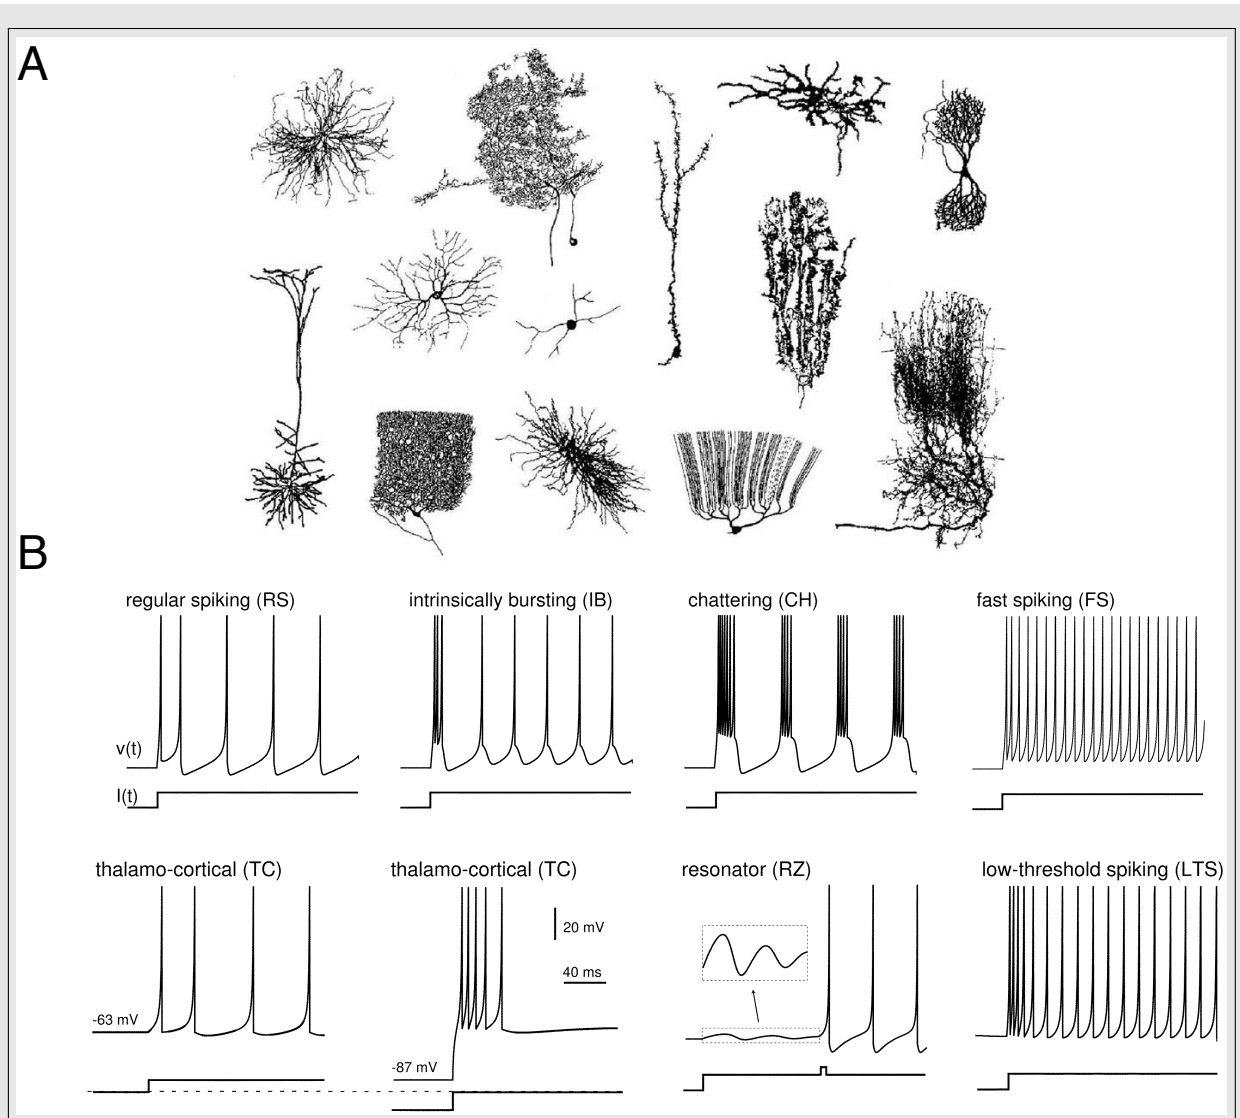 A
B
regular spiking (RS)
intrinsically bursting (IB)
chattering (CH)
fast spiking (FS)
v(t)
I(t)
thalamo-cortical (TC)
thalamo-cortical (TC)
resonator (RZ)
low-threshold spiking (LTS)
20 mV
40 ms
-63 mV
-87 mV